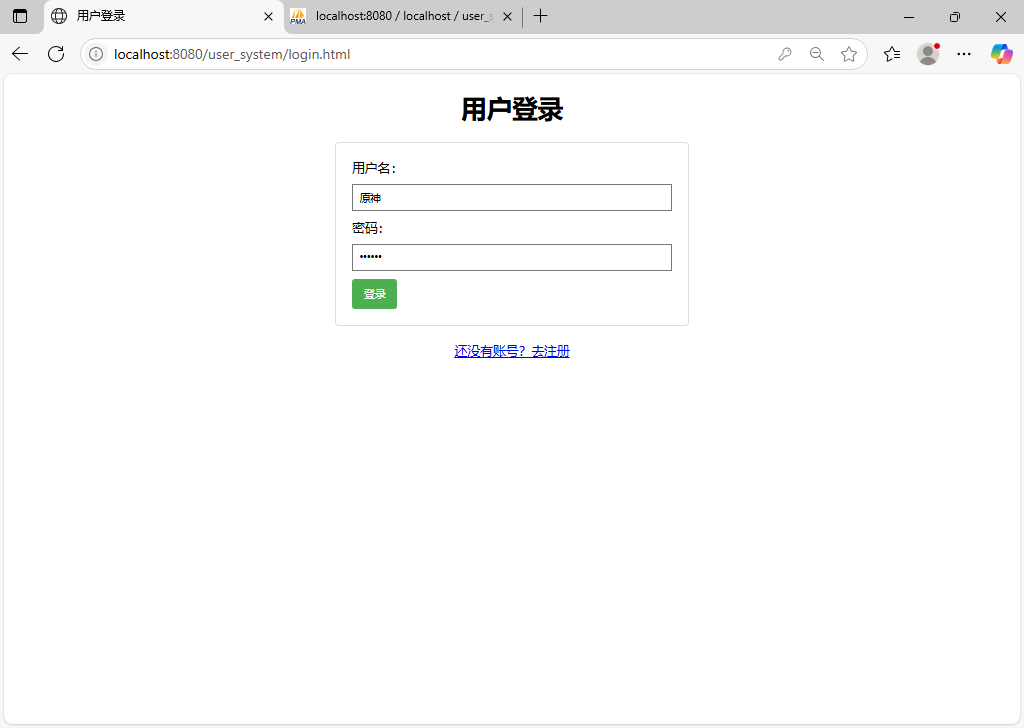 用户登录
localhost:8080 / localhost / user_s
PMA
localhost:8080/user_system/login.html
用户登录
用户名：
原神
密码：
••••••
登录
还没有账号？去注册